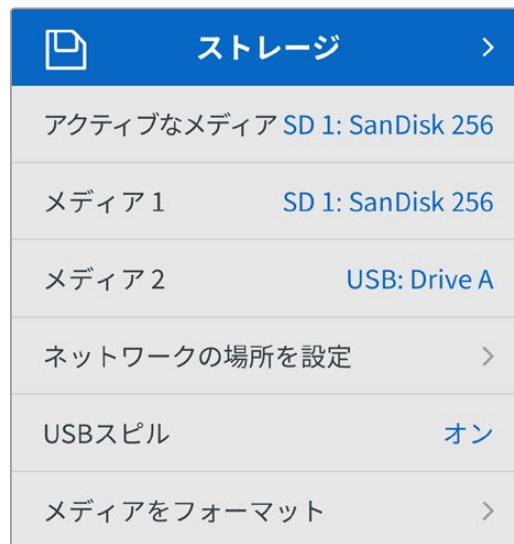 ストレージ
アクティブなメディア SD 1: SanDisk 256
メディア 1 SD 1: SanDisk 256
メディア 2 USB: Drive A
ネットワークの場所を設定
USBスピル オン
メディアをフォーマット